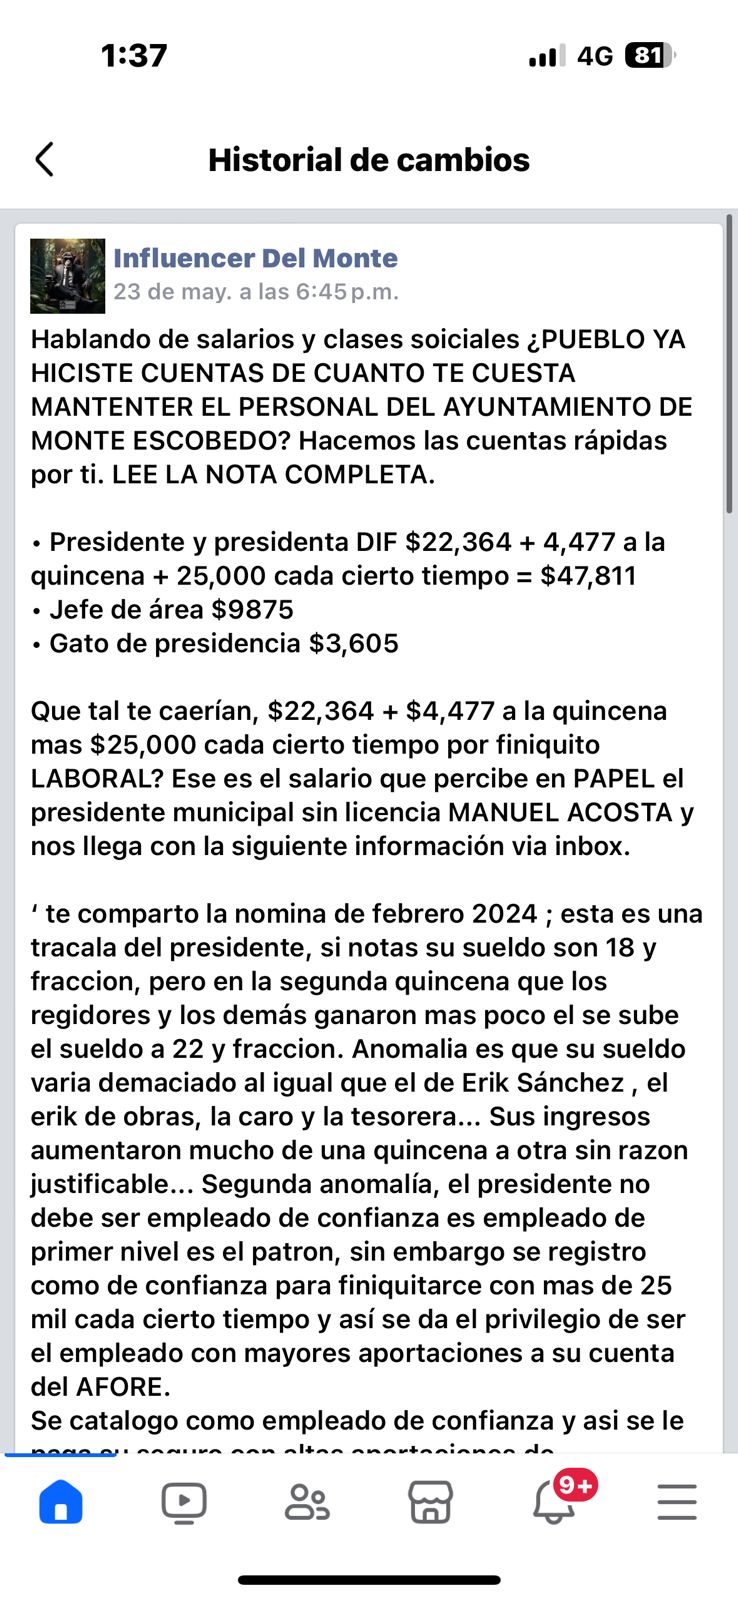 1:37
4G 81
Historial de cambios
Influencer Del Monte
23 de may. a las 6:45 p.m.
Hablando de salarios y clases soiciales ¿PUEBLO YA
HICISTE CUENTAS DE CUANTO TE CUESTA
MANTENTER EL PERSONAL DEL AYUNTAMIENTO DE
MONTE ESCOBEDO? Hacemos las cuentas rápidas
por ti. LEE LA NOTA COMPLETA.
• Presidente y presidenta DIF $22,364 + 4,477 a la
quincena + 25,000 cada cierto tiempo = $47,811
• Jefe de área $9875
• Gato de presidencia $3,605
Que tal te caerían, $22,364 + $4,477 a la quincena
mas $25,000 cada cierto tiempo por finiquito
LABORAL? Ese es el salario que percibe en PAPEL el
presidente municipal sin licencia MANUEL ACOSTA y
nos llega con la siguiente información via inbox.
‘ te comparto la nomina de febrero 2024 ; esta es una
tracala del presidente, si notas su sueldo son 18 y
fraccion, pero en la segunda quincena que los
regidores y los demás ganaron mas poco el se sube
el sueldo a 22 y fraccion. Anomalia es que su sueldo
varia demaciado al igual que el de Erik Sánchez , el
erik de obras, la caro y la tesorera... Sus ingresos
aumentaron mucho de una quincena a otra sin razon
justificable... Segunda anomalía, el presidente no
debe ser empleado de confianza es empleado de
primer nivel es el patron, sin embargo se registro
como de confianza para finiquitarce con mas de 25
mil cada cierto tiempo y así se da el privilegio de ser
el empleado con mayores aportaciones a su cuenta
del AFORE.
Se catalogo como empleado de confianza y asi se le
paga su seguro con altas aportaciones de
9+